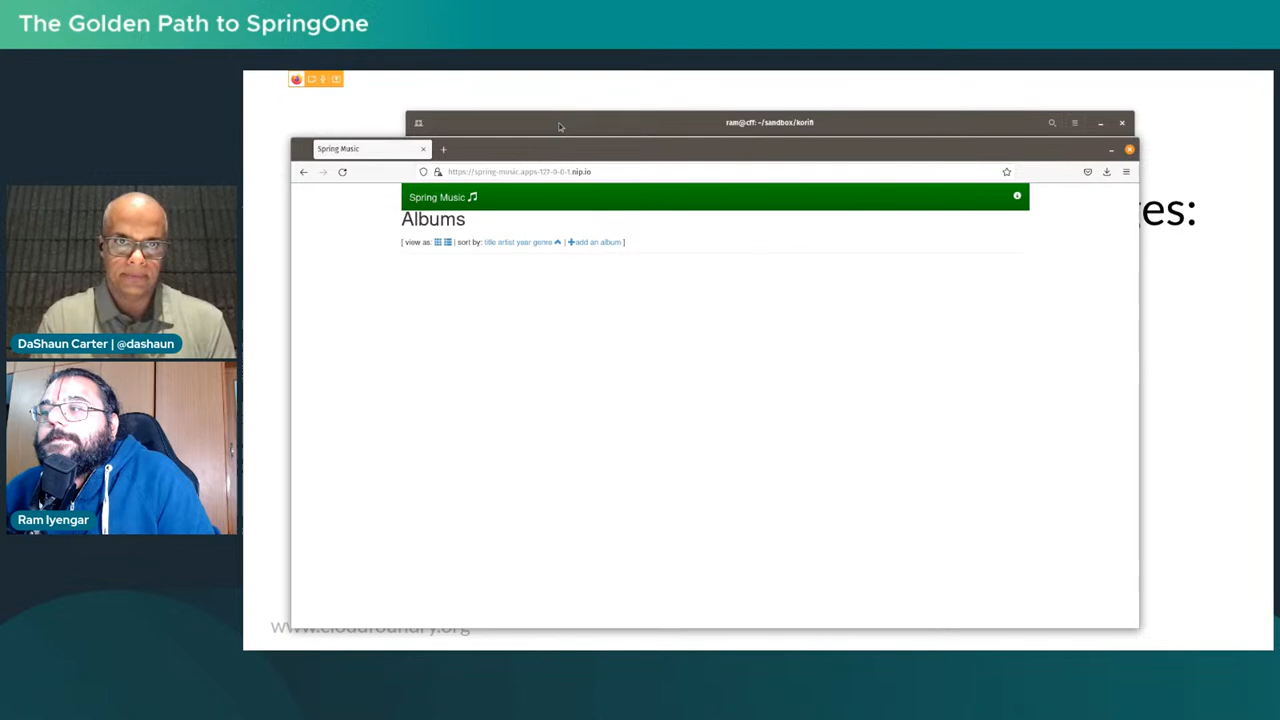 The Golden Path to SpringOne
ram@cff: ~/sandbox/korifi
Spring Music
https://spring-music.apps-127-0-0-1.nip.io
Spring Music
Albums
[ view as: | sort by: title artist year genre | add an album ]
es:
DaShaun Carter | @dashaun
Ram Iyengar
www.cloudfoundry.org